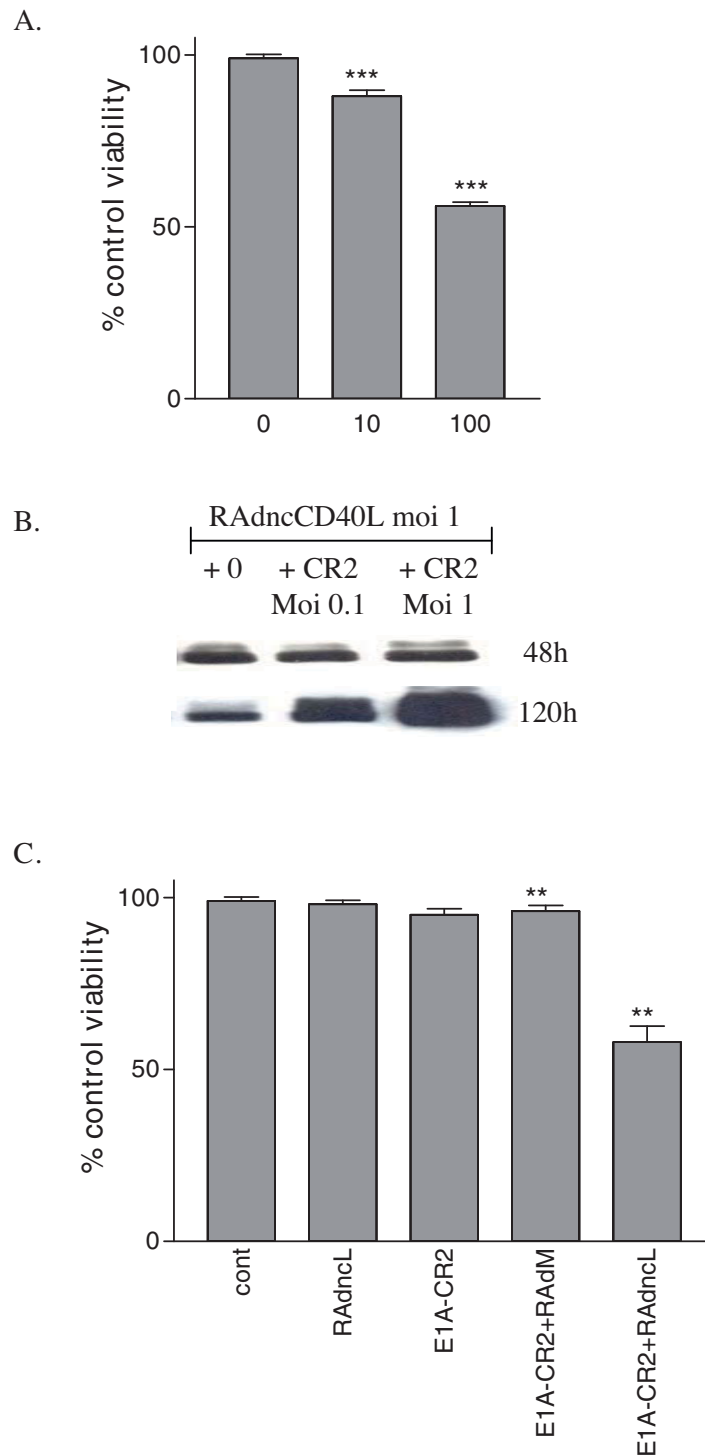 A.
% control viability
100
50
0
***
***
0 10 100
B.
RAdncCD40L moi 1
+ 0 + CR2 + CR2
Moi 0.1 Moi 1
48h
120h
C.
% control viability
100
50
0
**
**
cont
RAdncL
E1A-CR2
E1A-CR2+RAdM
E1A-CR2+RAdncL